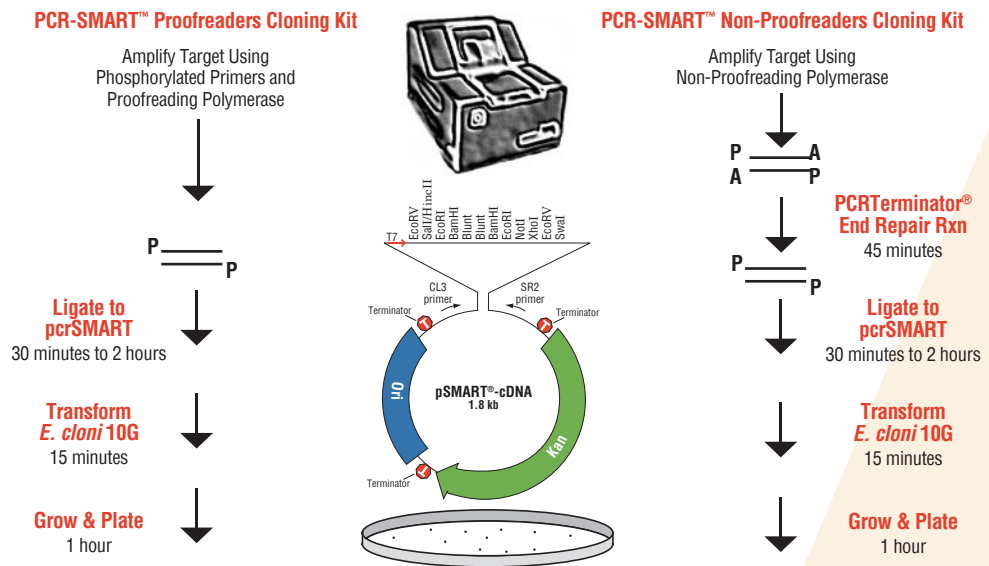 PCR-SMART™ Proofreaders Cloning Kit
Amplify Target Using
Phosphorylated Primers and
Proofreading Polymerase
P
P
Ligate to
pcrSMART
30 minutes to 2 hours
Transform
E. cloni 10G
15 minutes
Grow & Plate
1 hour
T7
EcoRV
SalI/HincII
EcoRI
BamHI
Blunt
Blunt
BamHI
EcoRI
NotI
XhoI
EcoRV
SwaI
CL3
primer
SR2
primer
Terminator
T
Terminator
T
Ori
pSMART®-cDNA
1.8 kb
Kan
Terminator
T
PCR-SMART™ Non-Proofreaders Cloning Kit
Amplify Target Using
Non-Proofreading Polymerase
P A
A P
PCRTerminator®
End Repair Rxn
45 minutes
P
P
Ligate to
pcrSMART
30 minutes to 2 hours
Transform
E. cloni 10G
15 minutes
Grow & Plate
1 hour